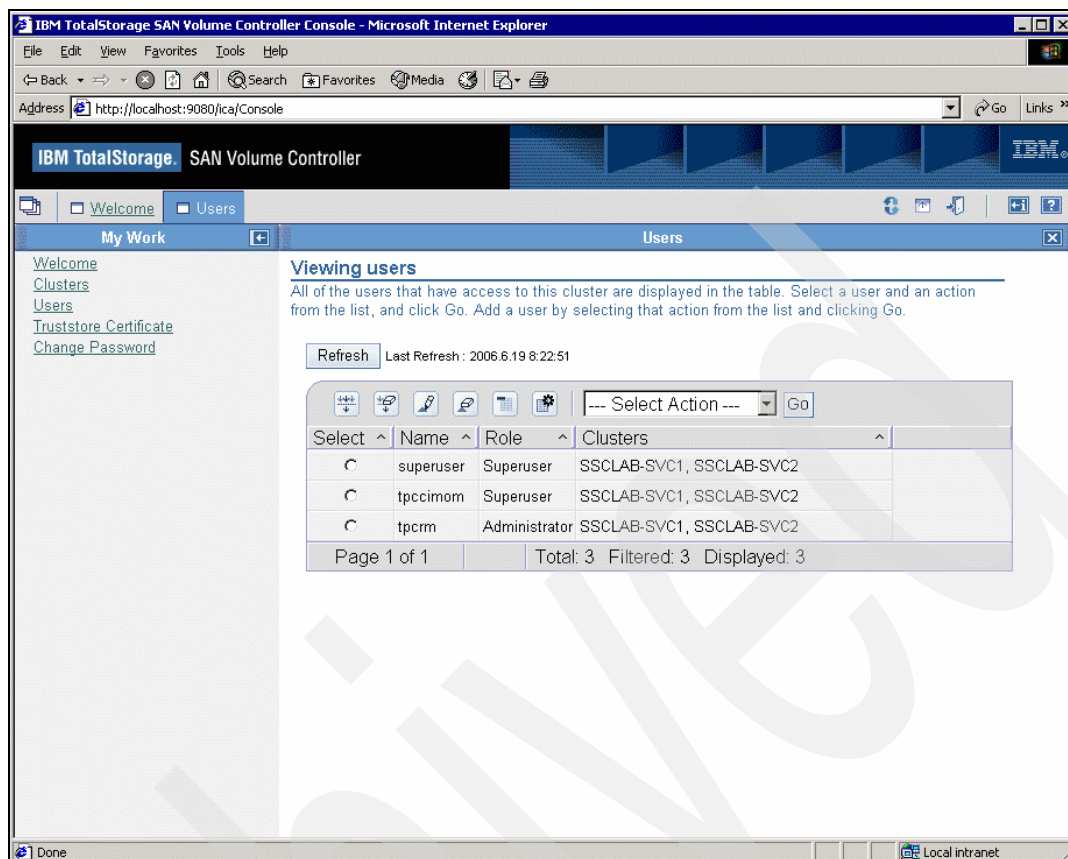 IBM TotalStorage SAN Volume Controller Console - Microsoft Internet Explorer
File Edit View Favorites Tools Help
Back Search Favorites Media
Address http://localhost:9080/ica/Console Go Links »
IBM TotalStorage. SAN Volume Controller IBM®
Welcome Users
My Work Users
Welcome
Clusters
Users
Truststore Certificate
Change Password
Viewing users
All of the users that have access to this cluster are displayed in the table. Select a user and an action
from the list, and click Go. Add a user by selecting that action from the list and clicking Go.
Refresh Last Refresh : 2006.6.19 8:22:51
--- Select Action --- Go
Select ^ Name ^ Role ^ Clusters ^
superuser Superuser SSCLAB-SVC1, SSCLAB-SVC2
tpccimom Superuser SSCLAB-SVC1, SSCLAB-SVC2
tpcrm Administrator SSCLAB-SVC1, SSCLAB-SVC2
Page 1 of 1 Total: 3 Filtered: 3 Displayed: 3
Done Local intranet